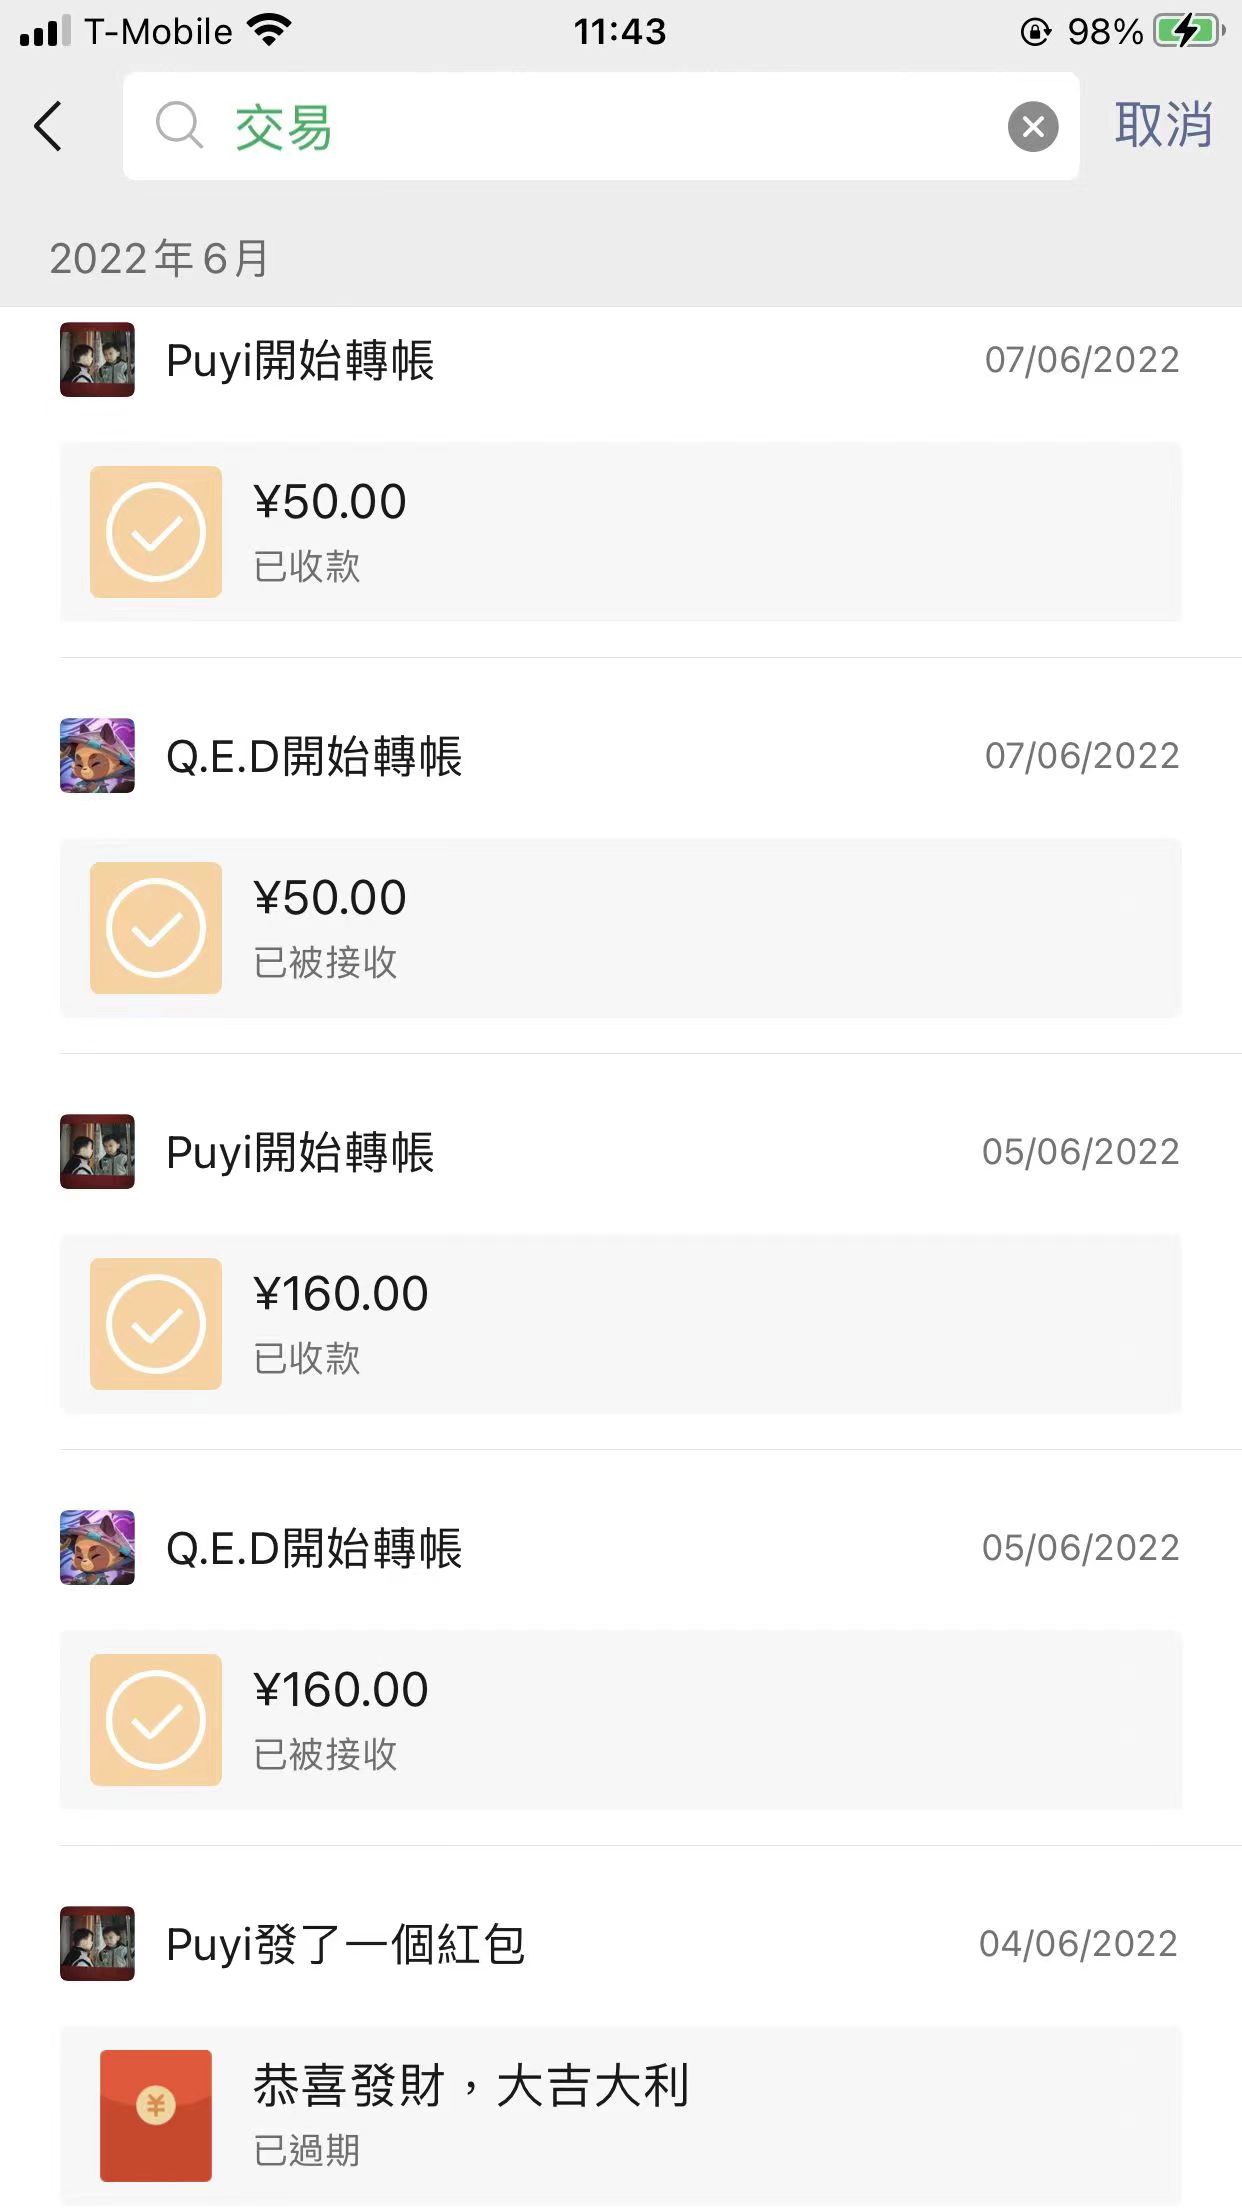 T-Mobile 11:43 98%
交易 取消
2022年6月
Puyi開始轉帳 07/06/2022
¥50.00
已收款
Q.E.D開始轉帳 07/06/2022
¥50.00
已被接收
Puyi開始轉帳 05/06/2022
¥160.00
已收款
Q.E.D開始轉帳 05/06/2022
¥160.00
已被接收
Puyi發了一個紅包 04/06/2022
¥
恭喜發財，大吉大利
已過期